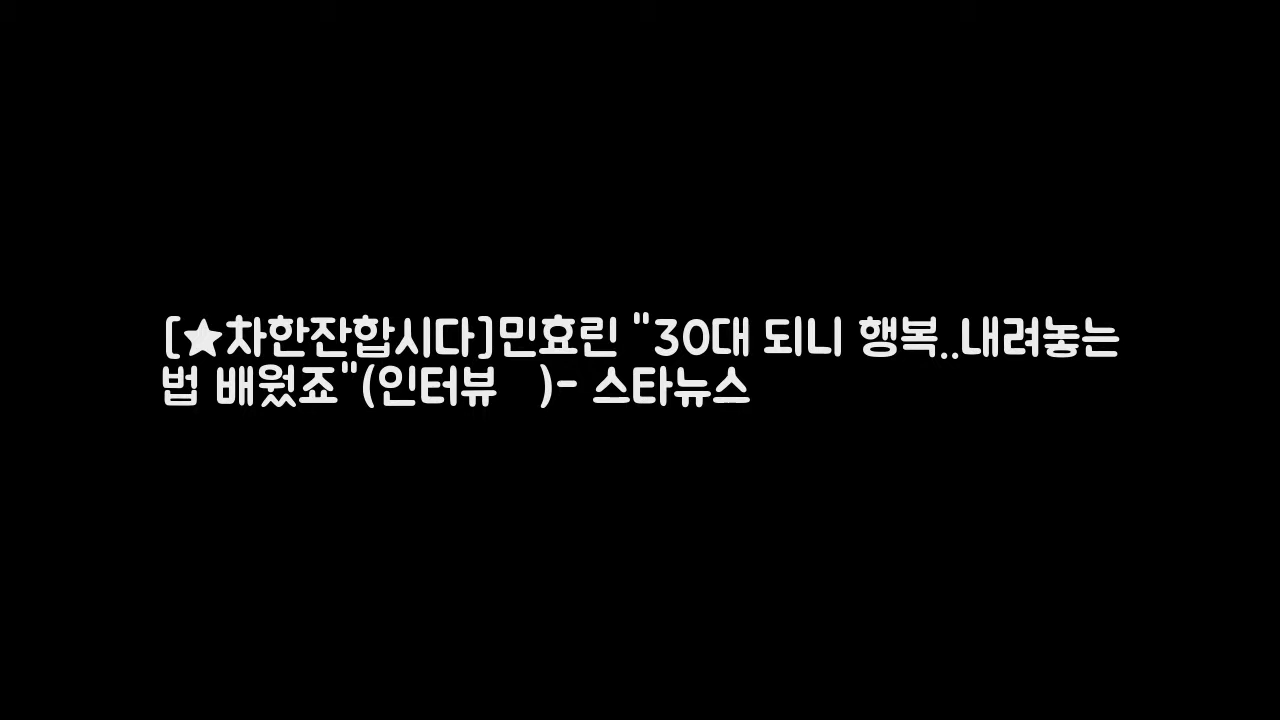 [★차한잔합시다]민효린 "30대 되니 행복..내려놓는
법 배웠죠"(인터뷰   )- 스타뉴스